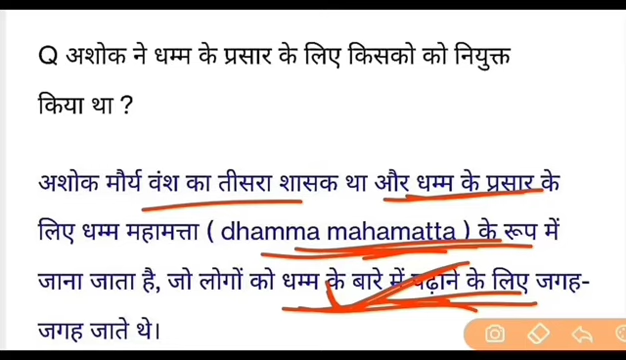 Q अशोक ने धम्म के प्रसार के लिए किसको को नियुक्त
किया था ?
अशोक मौर्य वंश का तीसरा शासक था और धम्म के प्रसार के
लिए धम्म महामत्ता ( dhamma mahamatta ) के रूप में
जाना जाता है, जो लोगों को धम्म के बारे में पढ़ाने के लिए जगह-
जगह जाते थे।